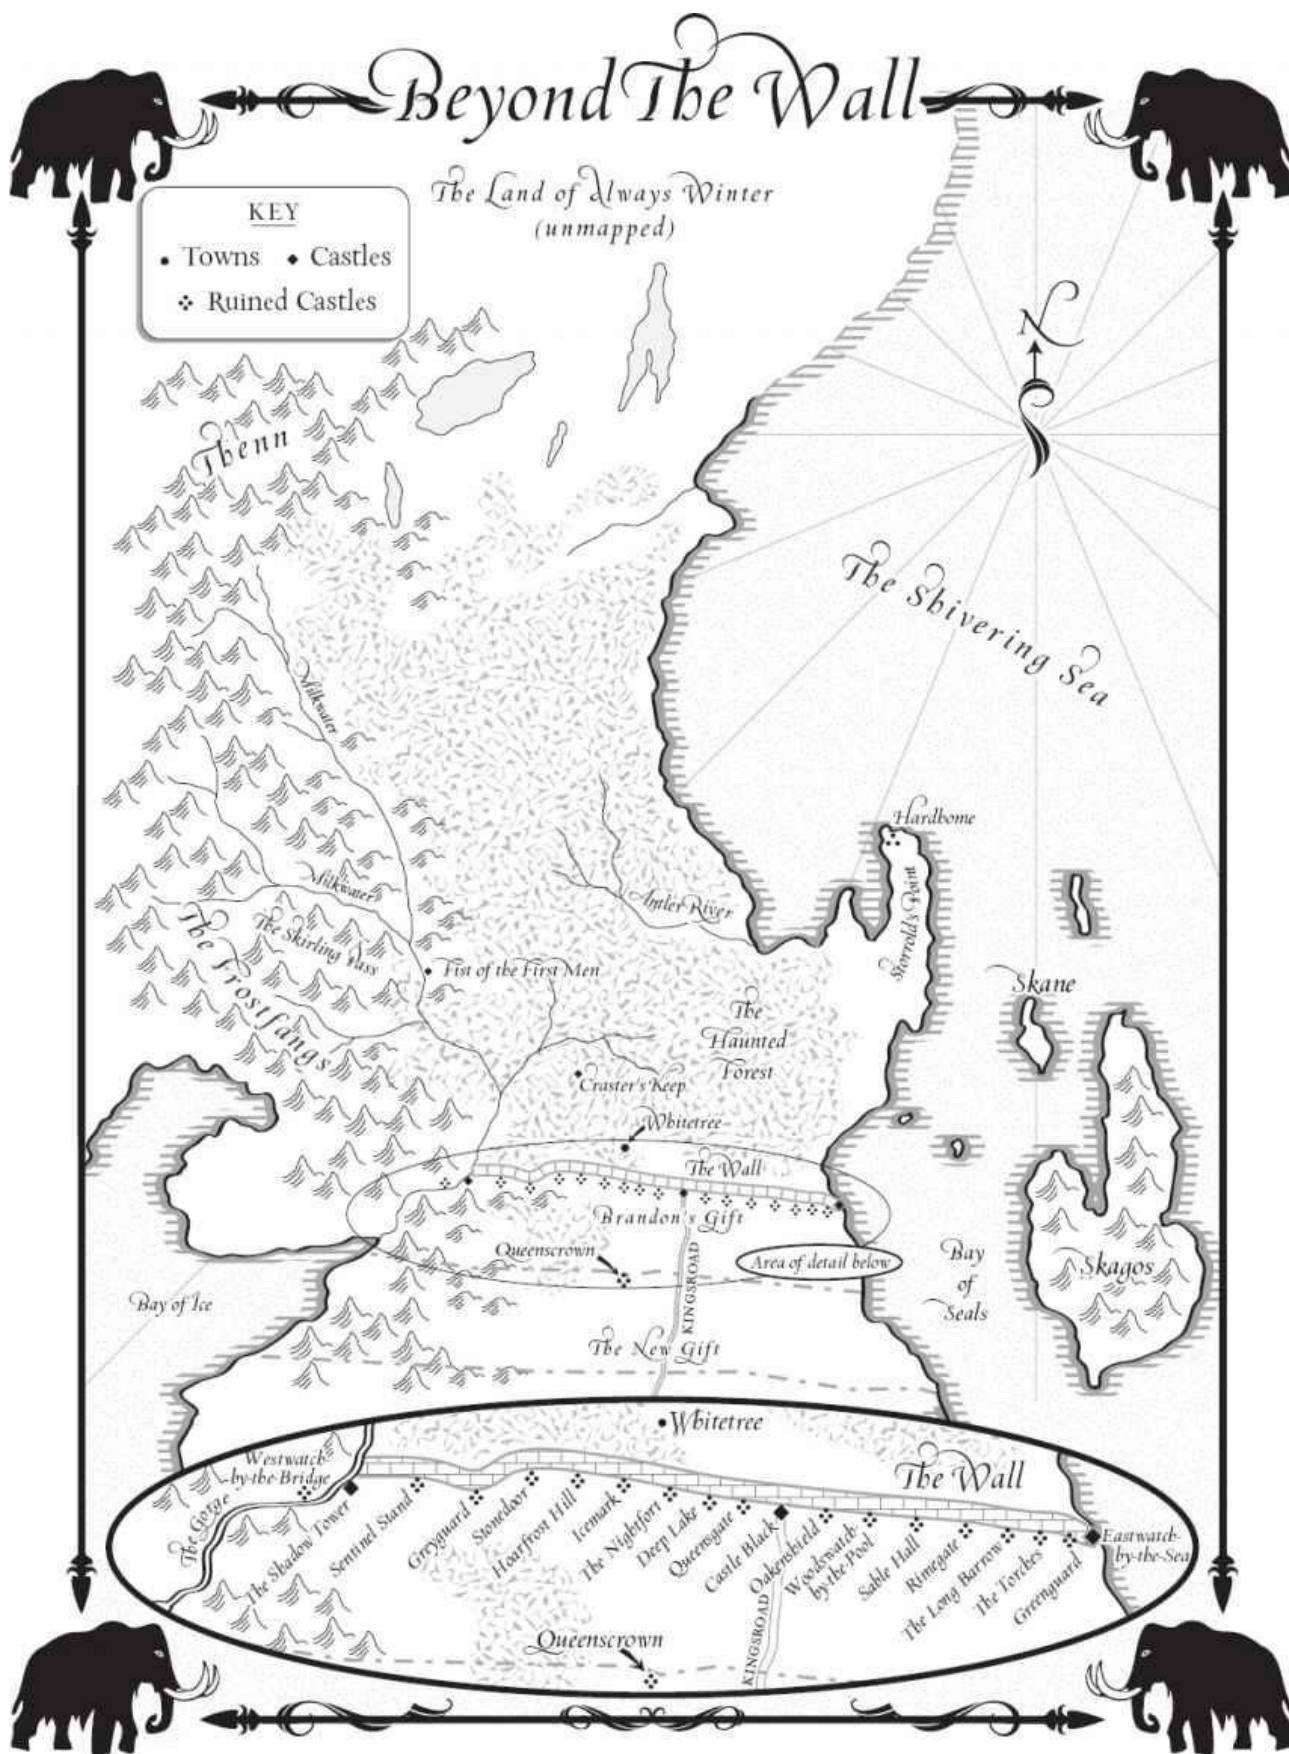 Beyond The Wall
The Land of Always Winter
(unmapped)
KEY
Towns
Castles
Ruined Castles
N
Thenn
The Shivering Sea
Milkwater
Hardhome
Milkwater
Antler River
Storrold's Point
The Skirling Pass
The Frostfangs
Fist of the First Men
Skane
The
Haunted
Forest
Craster's Keep
Whitetree
The Wall
Brandon's Gift
Queenscrown
KINGSROAD
Area of detail below
Bay
of
Seals
Skagos
Bay of Ice
The New Gift
Whitetree
Westwatch-
by-the-Bridge
The Wall
The Gorge
The Shadow Tower
Sentinel Stand
Greyguard
Stonedoor
Hoarfrost Hill
Icemark
The Nightfort
Deep Lake
Queensgate
Castle Black
Oakenshield
Woodswatch-
by-the-Pool
Sable Hall
Rimegate
The Long Barrow
The Torches
Greenguard
Eastwatch-
by-the-Sea
Queenscrown
KINGSROAD